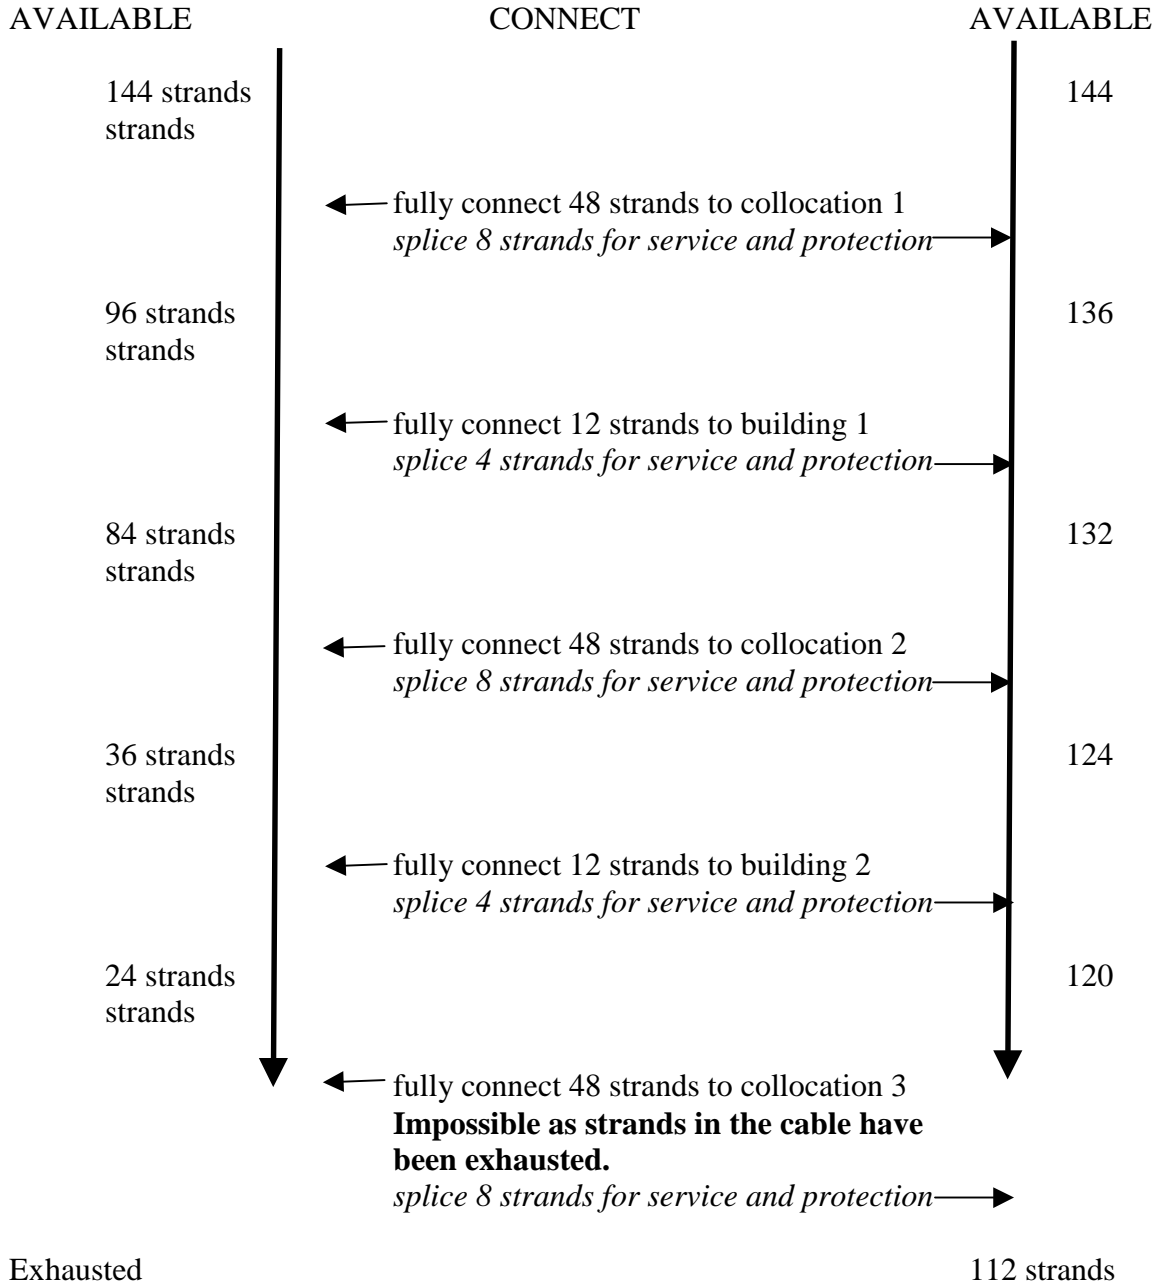 AVAILABLE CONNECT AVAILABLE
144 strands 144
strands
fully connect 48 strands to collocation 1
splice 8 strands for service and protection
96 strands 136
strands
fully connect 12 strands to building 1
splice 4 strands for service and protection
84 strands 132
strands
fully connect 48 strands to collocation 2
splice 8 strands for service and protection
36 strands 124
strands
fully connect 12 strands to building 2
splice 4 strands for service and protection
24 strands 120
strands
fully connect 48 strands to collocation 3
Impossible as strands in the cable have
been exhausted.
splice 8 strands for service and protection
Exhausted 112 strands